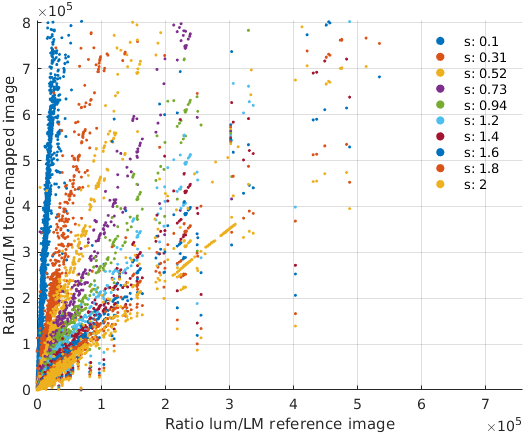 ×10⁵
8
7
6
5
4
3
2
1
0
Ratio lum/LM tone-mapped image
s: 0.1
s: 0.31
s: 0.52
s: 0.73
s: 0.94
s: 1.2
s: 1.4
s: 1.6
s: 1.8
s: 2
0 1 2 3 4 5 6 7
Ratio lum/LM reference image
×10⁵